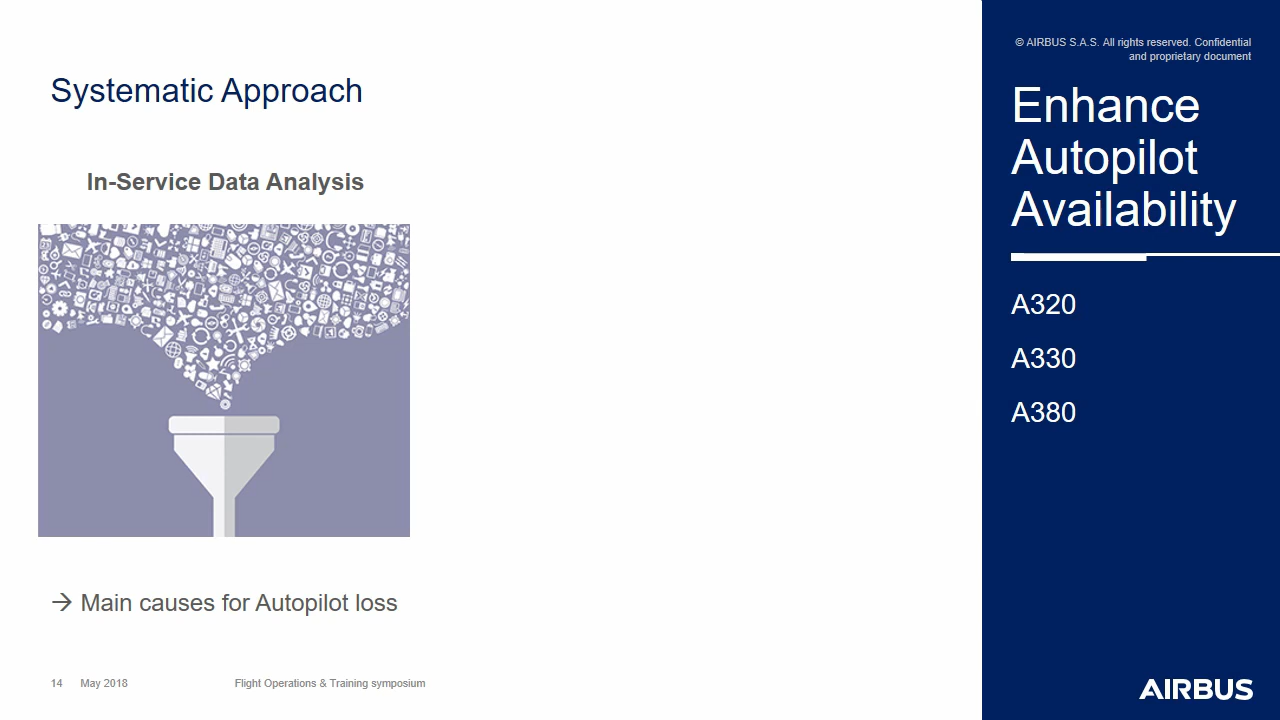 Systematic Approach
In-Service Data Analysis
→ Main causes for Autopilot loss
14 May 2018 Flight Operations & Training symposium
© AIRBUS S.A.S. All rights reserved. Confidential
and proprietary document
Enhance
Autopilot
Availability
A320
A330
A380
AIRBUS